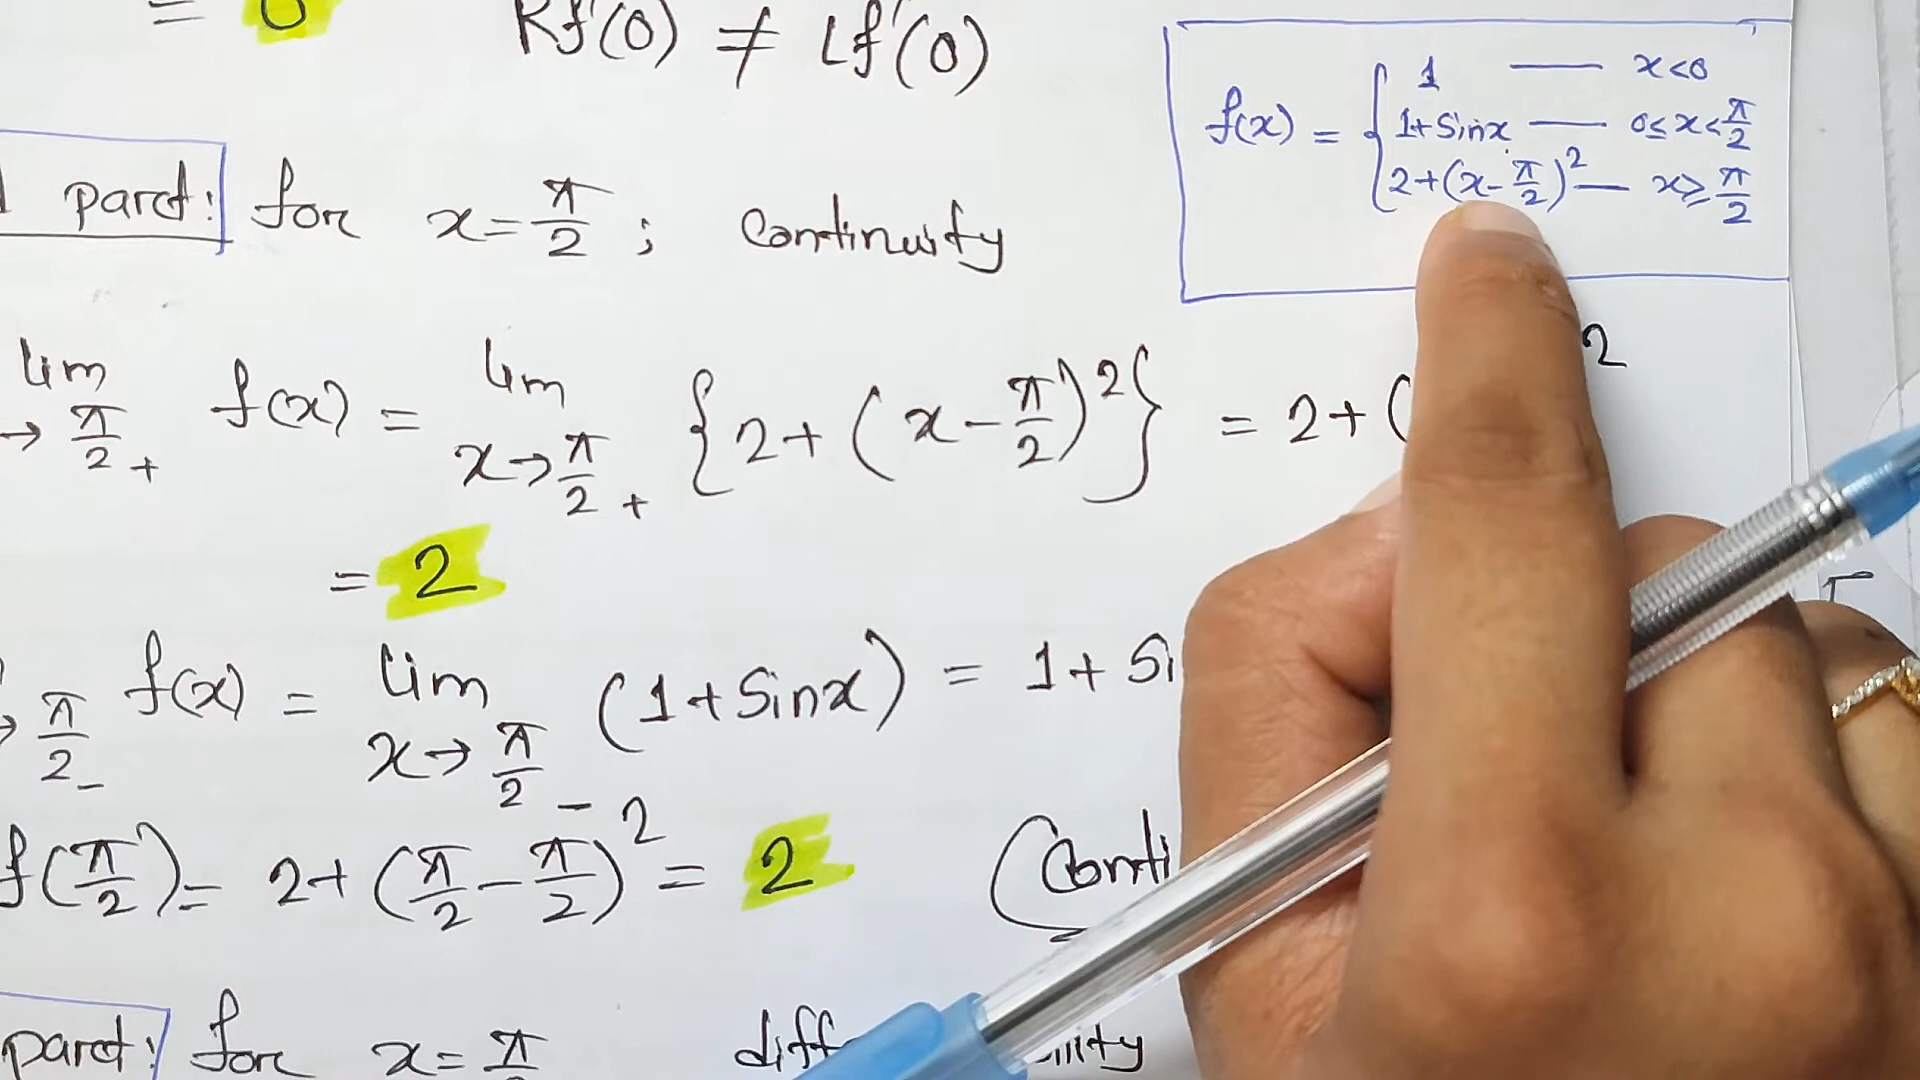 = 0 Rf'(0) ≠ Lf'(0)
f(x) = { 1 — x<0
1+Sinx — 0≤x<π/2
2+(x-π/2)² — x≥π/2
part: for x=π/2 ; Continuity
lim x→π/2+ f(x) = lim x→π/2+ {2+(x-π/2)²} = 2+( ²
= 2
→π/2- f(x) = lim x→π/2- (1+Sinx) = 1+Si
f(π/2)= 2+(π/2-π/2)² = 2 (Conti
part: for x=π